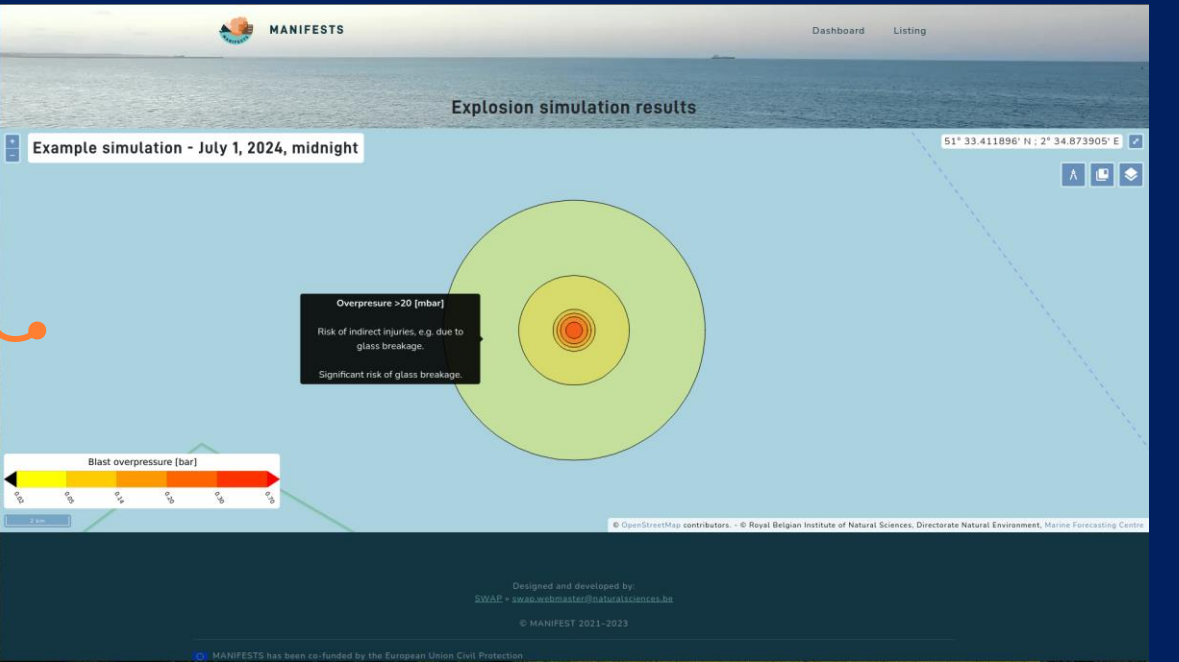 MANIFESTS
Dashboard
Listing
Explosion simulation results
+
−
Example simulation - July 1, 2024, midnight
51° 33.411896' N ; 2° 34.873905' E
Overpresure >20 [mbar]
Risk of indirect injuries, e.g. due to
glass breakage.
Significant risk of glass breakage.
Blast overpressure [bar]
0.02
0.05
0.14
0.20
0.30
0.70
2 km
© OpenStreetMap contributors. - © Royal Belgian Institute of Natural Sciences, Directorate Natural Environment, Marine Forecasting Centre
Designed and developed by:
SWAP - swap.webmaster@naturalsciences.be
© MANIFEST 2021-2023
MANIFESTS has been co-funded by the European Union Civil Protection